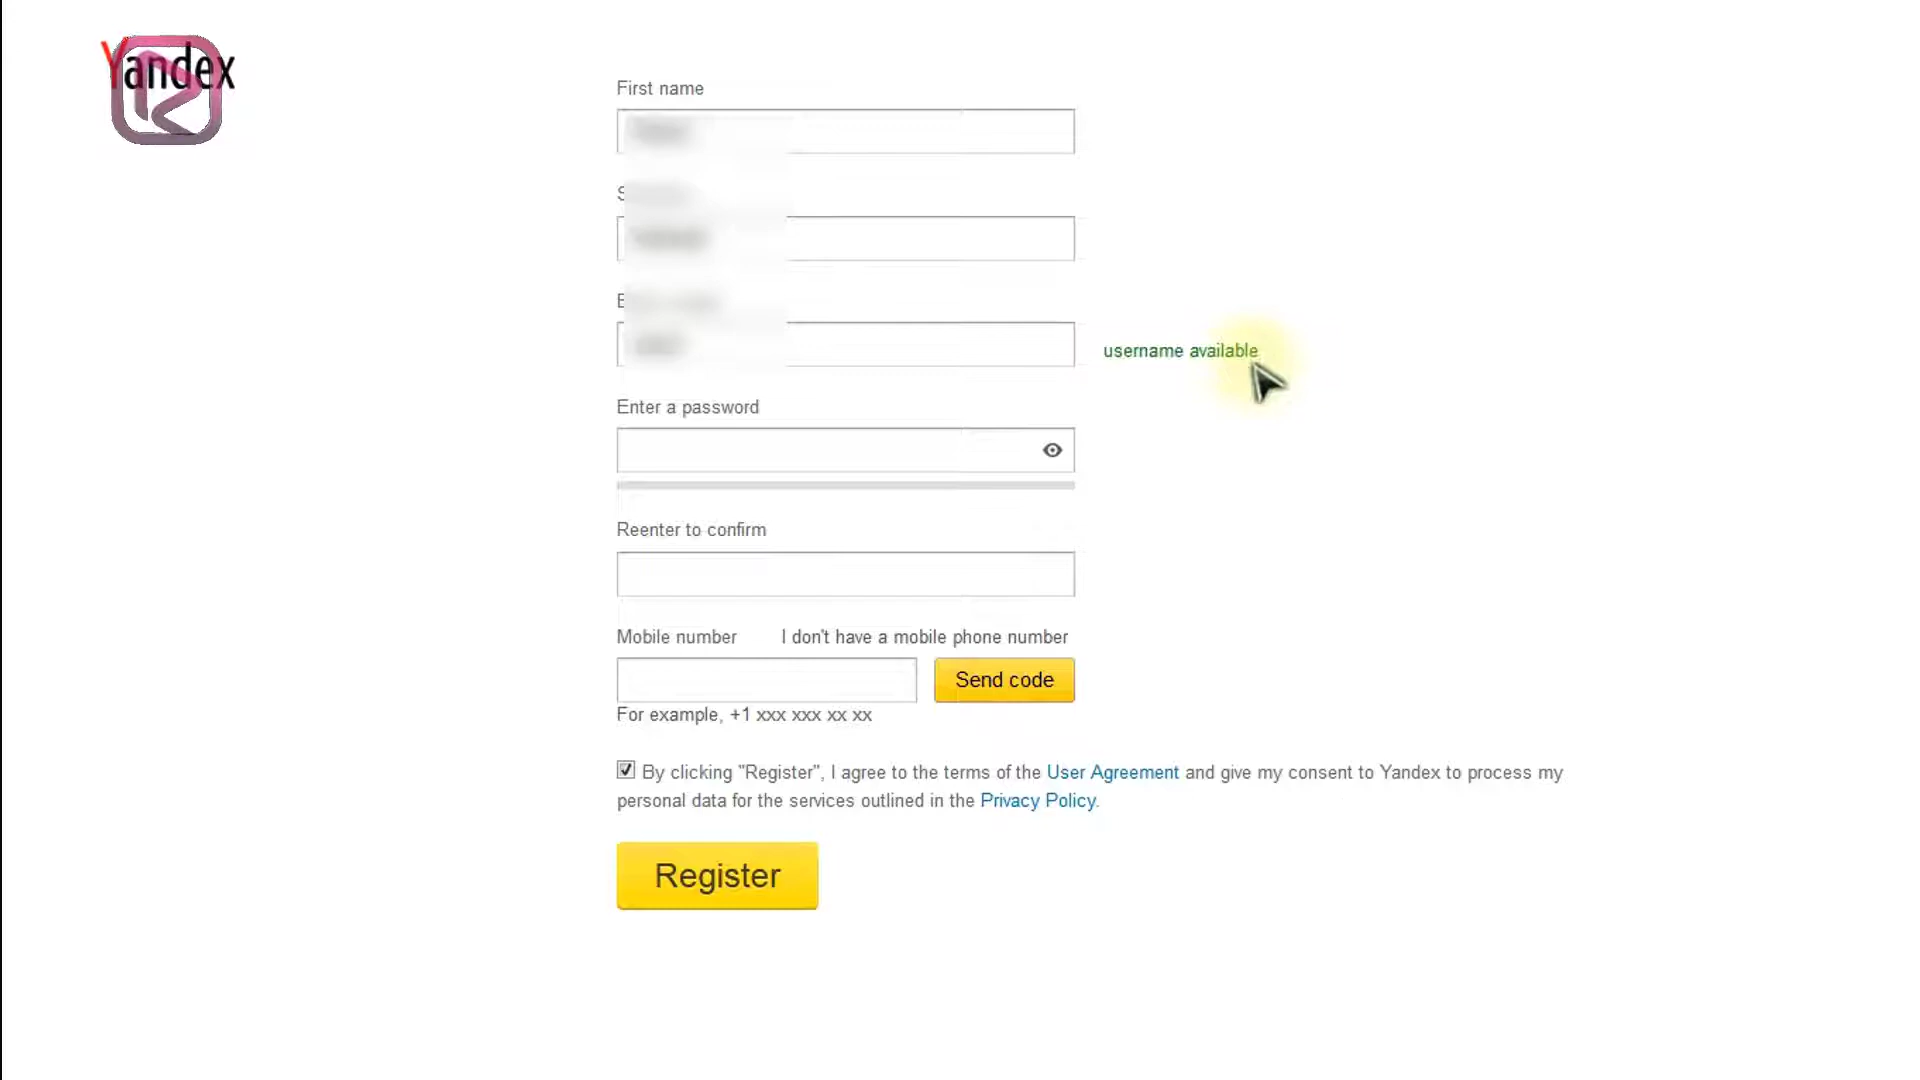 Yandex
First name
Enter a password
username available
Reenter to confirm
Mobile number I don't have a mobile phone number
Send code
For example, +1 xxx xxx xx xx
By clicking "Register", I agree to the terms of the User Agreement and give my consent to Yandex to process my
personal data for the services outlined in the Privacy Policy.
Register